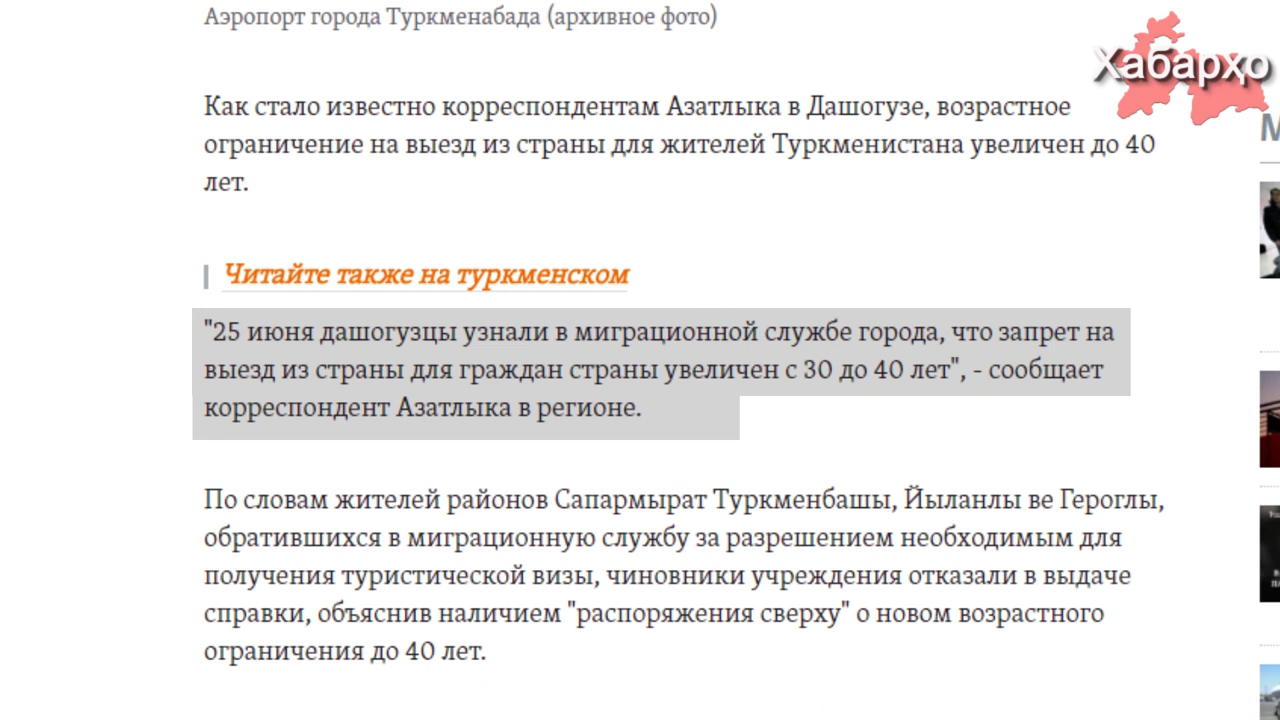 Аэропорт города Туркменабада (архивное фото)
Хабарҳо
Как стало известно корреспондентам Азатлыка в Дашогузе, возрастное
ограничение на выезд из страны для жителей Туркменистана увеличен до 40
лет.
Читайте также на туркменском
"25 июня дашогузцы узнали в миграционной службе города, что запрет на
выезд из страны для граждан страны увеличен с 30 до 40 лет", - сообщает
корреспондент Азатлыка в регионе.
По словам жителей районов Сапармырат Туркменбашы, Йыланлы ве Героглы,
обратившихся в миграционную службу за разрешением необходимым для
получения туристической визы, чиновники учреждения отказали в выдаче
справки, объяснив наличием "распоряжения сверху" о новом возрастного
ограничения до 40 лет.